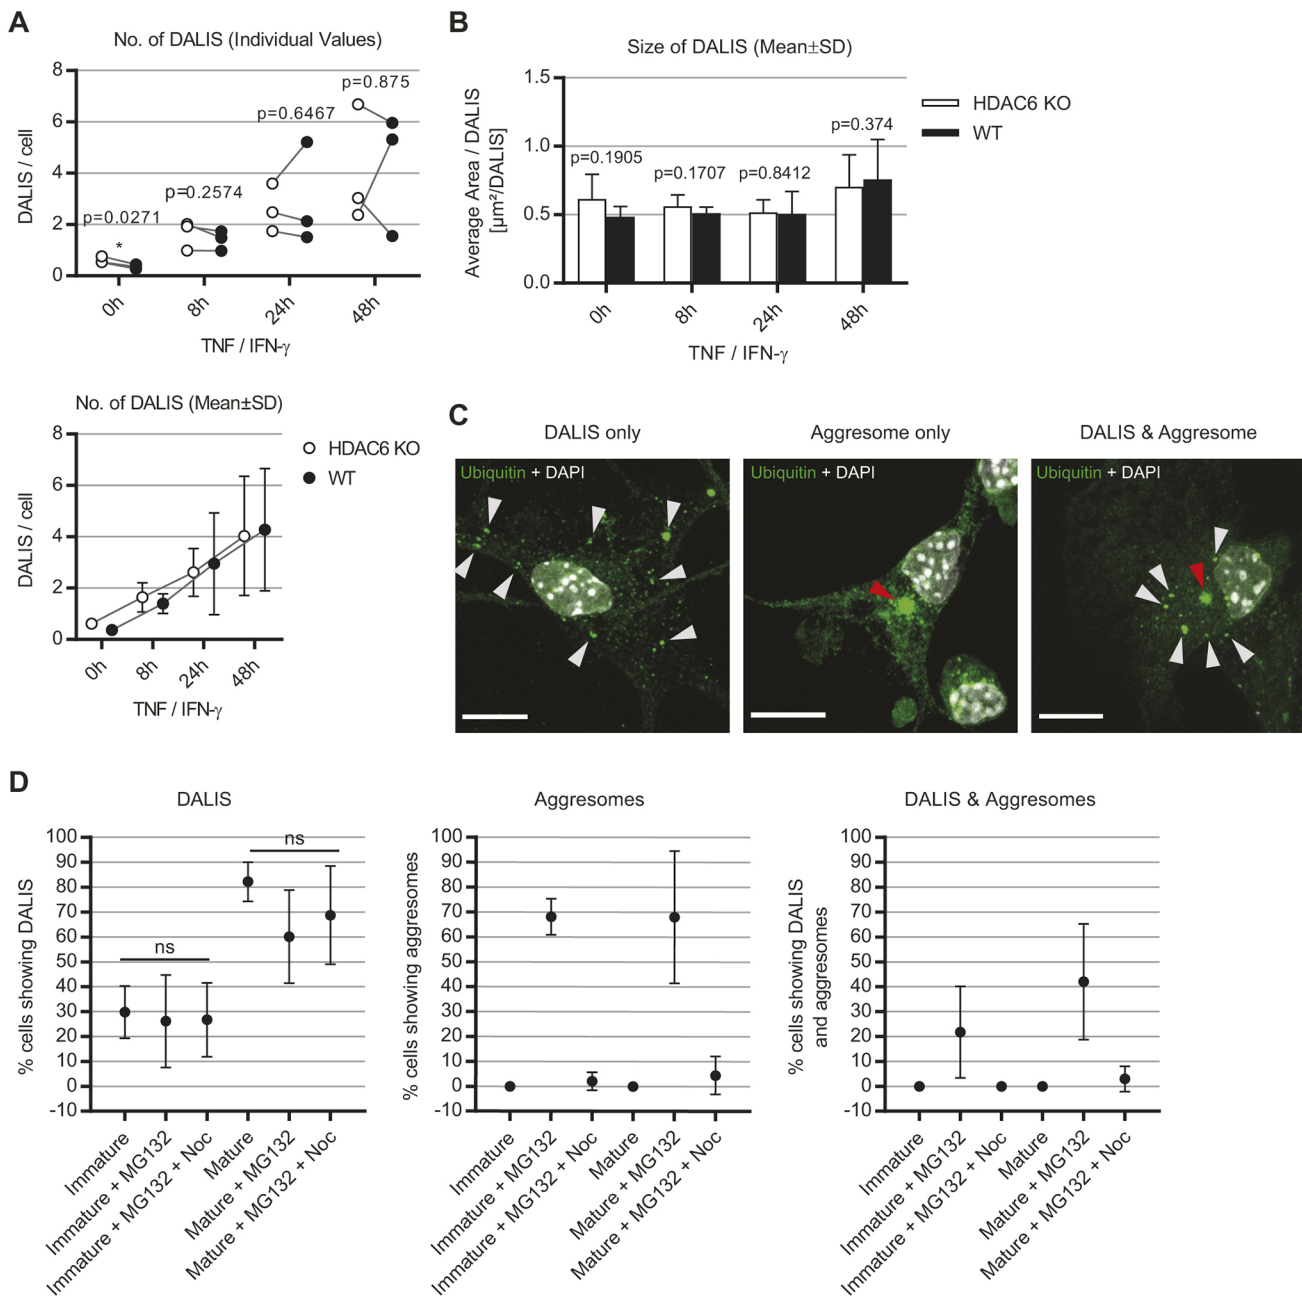 A
No. of DALIS (Individual Values)
DALIS / cell
8
6
4
2
0
p=0.0271
*
p=0.2574
p=0.6467
p=0.875
0h
8h
24h
48h
TNF / IFN-γ
No. of DALIS (Mean±SD)
DALIS / cell
8
6
4
2
0
0h
8h
24h
48h
TNF / IFN-γ
HDAC6 KO
WT
B
Size of DALIS (Mean±SD)
Average Area / DALIS
[µm²/DALIS]
1.5
1.0
0.5
0.0
p=0.1905
p=0.1707
p=0.8412
p=0.374
0h
8h
24h
48h
TNF / IFN-γ
HDAC6 KO
WT
C
DALIS only
Aggresome only
DALIS & Aggresome
Ubiquitin + DAPI
Ubiquitin + DAPI
Ubiquitin + DAPI
D
DALIS
% cells showing DALIS
100
90
80
70
60
50
40
30
20
10
0
-10
ns
ns
Immature
Immature + MG132
Immature + MG132 + Noc
Mature
Mature + MG132
Mature + MG132 + Noc
Aggresomes
% cells showing aggresomes
100
90
80
70
60
50
40
30
20
10
0
-10
Immature
Immature + MG132
Immature + MG132 + Noc
Mature
Mature + MG132
Mature + MG132 + Noc
DALIS & Aggresomes
% cells showing DALIS
and aggresomes
100
90
80
70
60
50
40
30
20
10
0
-10
Immature
Immature + MG132
Immature + MG132 + Noc
Mature
Mature + MG132
Mature + MG132 + Noc